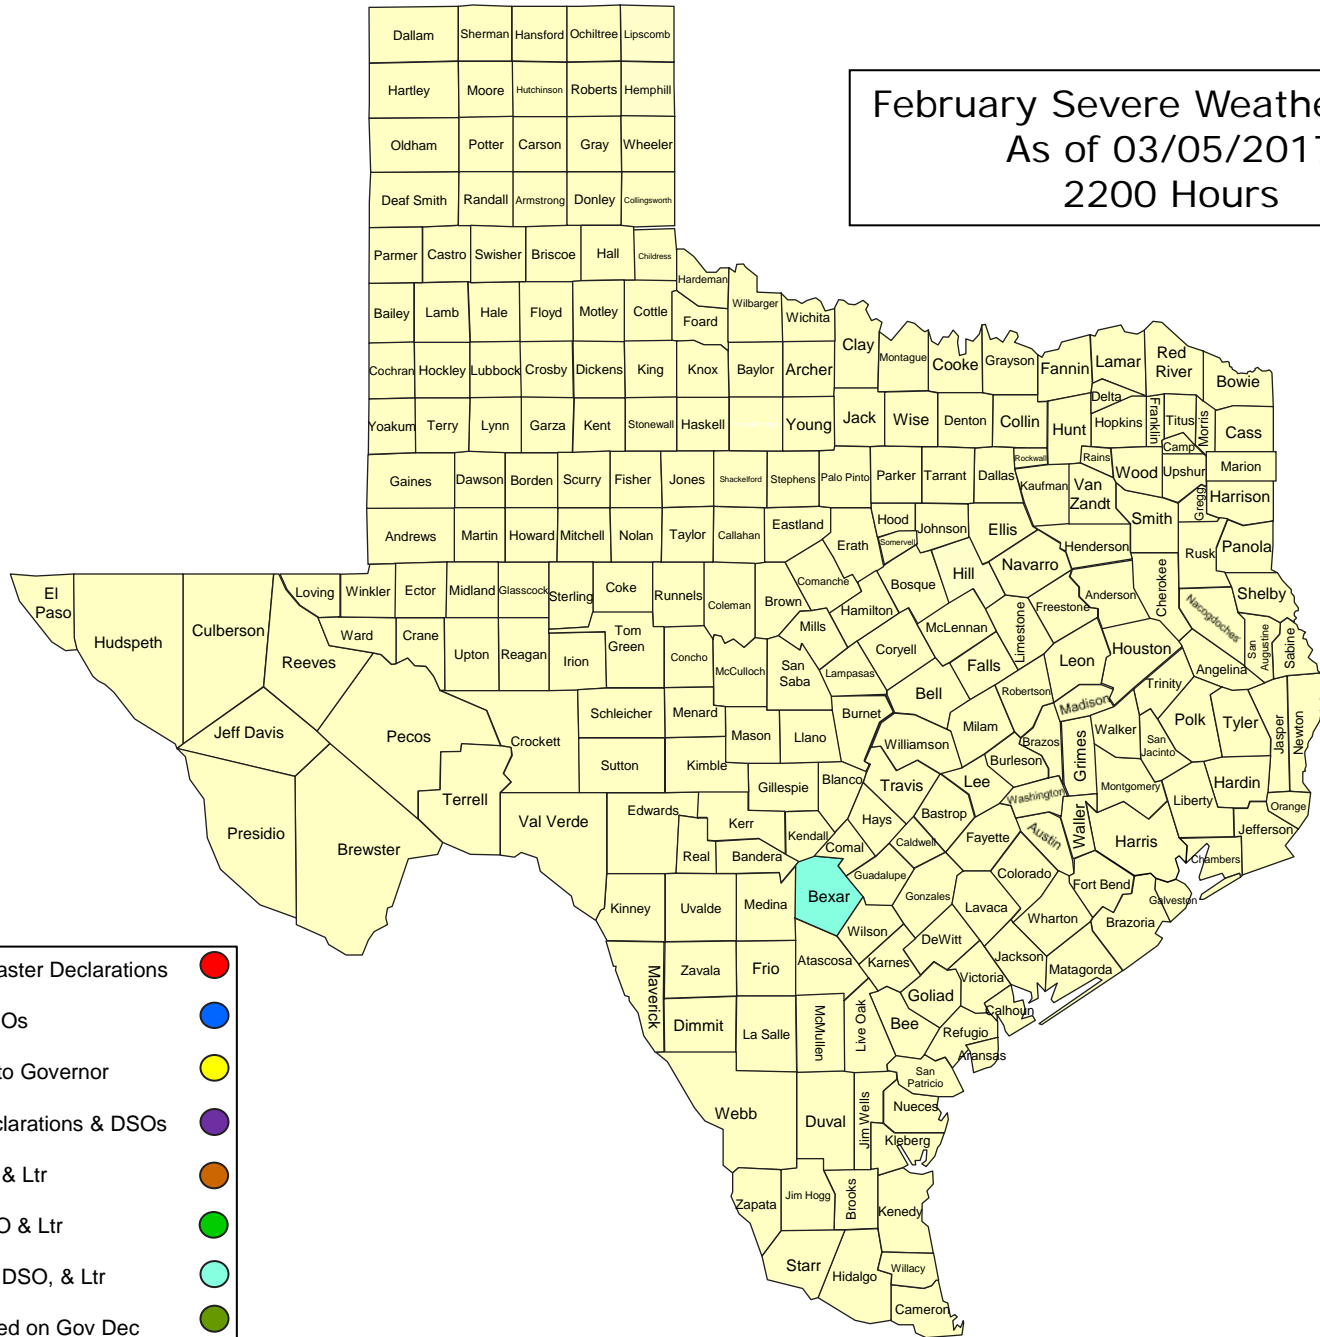 Dallam Sherman Hansford Ochiltree Lipscomb
Hartley Moore Hutchinson Roberts Hemphill
February Severe Weathe
As of 03/05/2017
2200 Hours
Oldham Potter Carson Gray Wheeler
Deaf Smith Randall Armstrong Donley Collingsworth
Parmer Castro Swisher Briscoe Hall Childress
Hardeman
Bailey Lamb Hale Floyd Motley Cottle Foard Wilbarger Wichita
Clay Montague Cooke Grayson Fannin Lamar Red
River
Bowie
Cochran Hockley Lubbock Crosby Dickens King Knox Baylor Archer
Delta
Yoakum Terry Lynn Garza Kent Stonewall Haskell Young Jack Wise Denton Collin Hunt Hopkins Franklin Titus Morris Cass
Camp
Rockwall Rains Wood Upshur Marion
Gaines Dawson Borden Scurry Fisher Jones Shackelford Stephens Palo Pinto Parker Tarrant Dallas Kaufman Van
Zandt
Gregg Harrison
Smith
Andrews Martin Howard Mitchell Nolan Taylor Callahan Eastland Erath Hood Somervell Johnson Ellis Henderson Rusk Panola
El
Paso
Hudspeth Culberson Reeves Loving Winkler Ector Midland Glasscock Sterling Coke Runnels Coleman Brown Comanche Hamilton Bosque Hill Navarro Freestone Anderson Cherokee Nacogdoches Shelby
Ward Crane Upton Reagan Irion Tom
Green
Concho McCulloch San
Saba
Mills Lampasas Coryell McLennan Limestone Falls Leon Houston Angelina San
Augustine
Sabine
Jeff Davis Pecos Crockett Schleicher Menard Mason Llano Burnet Bell Milam Robertson Madison Trinity Polk Tyler Jasper Newton
Williamson Brazos Grimes Walker San
Jacinto
Sutton Kimble Gillespie Blanco Travis Lee Burleson Washington Montgomery Liberty Hardin Orange
Presidio Brewster Terrell Val Verde Edwards Kerr Kendall Hays Bastrop Caldwell Fayette Austin Waller Harris Jefferson Chambers
Real Bandera Comal Guadalupe Gonzales Colorado Fort Bend Galveston
Kinney Uvalde Medina Bexar Lavaca Wharton Brazoria
Wilson DeWitt Jackson Matagorda
Maverick Zavala Frio Atascosa Karnes Victoria
Goliad Calhoun
Dimmit La Salle McMullen Live Oak Bee Refugio
Aransas
San
Patricio
Webb Duval Jim Wells Nueces
Kleberg
Zapata Jim Hogg Brooks Kenedy
Starr Hidalgo Willacy
Cameron
aster Declarations
Os
to Governor
clarations & DSOs
& Ltr
O & Ltr
DSO, & Ltr
ed on Gov Dec